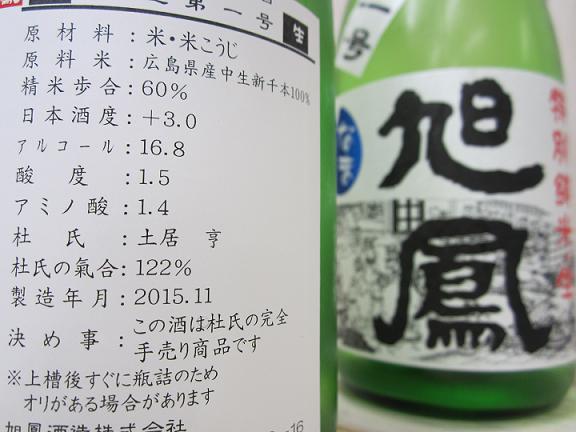 第一号 生
原材料：米・米こうじ
原料米：広島県産中生新千本100%
精米歩合：60%
日本酒度：+3.0
アルコール：16.8
酸度：1.5
アミノ酸：1.4
杜氏：土居 亨
杜氏の氣合：122%
製造年月：2015.11
決め事：この酒は杜氏の完全
手売り商品です
※上槽後すぐに瓶詰のため
オリがある場合があります
旭鳳酒造株式会社
一号
旭鳳
特別純米・生